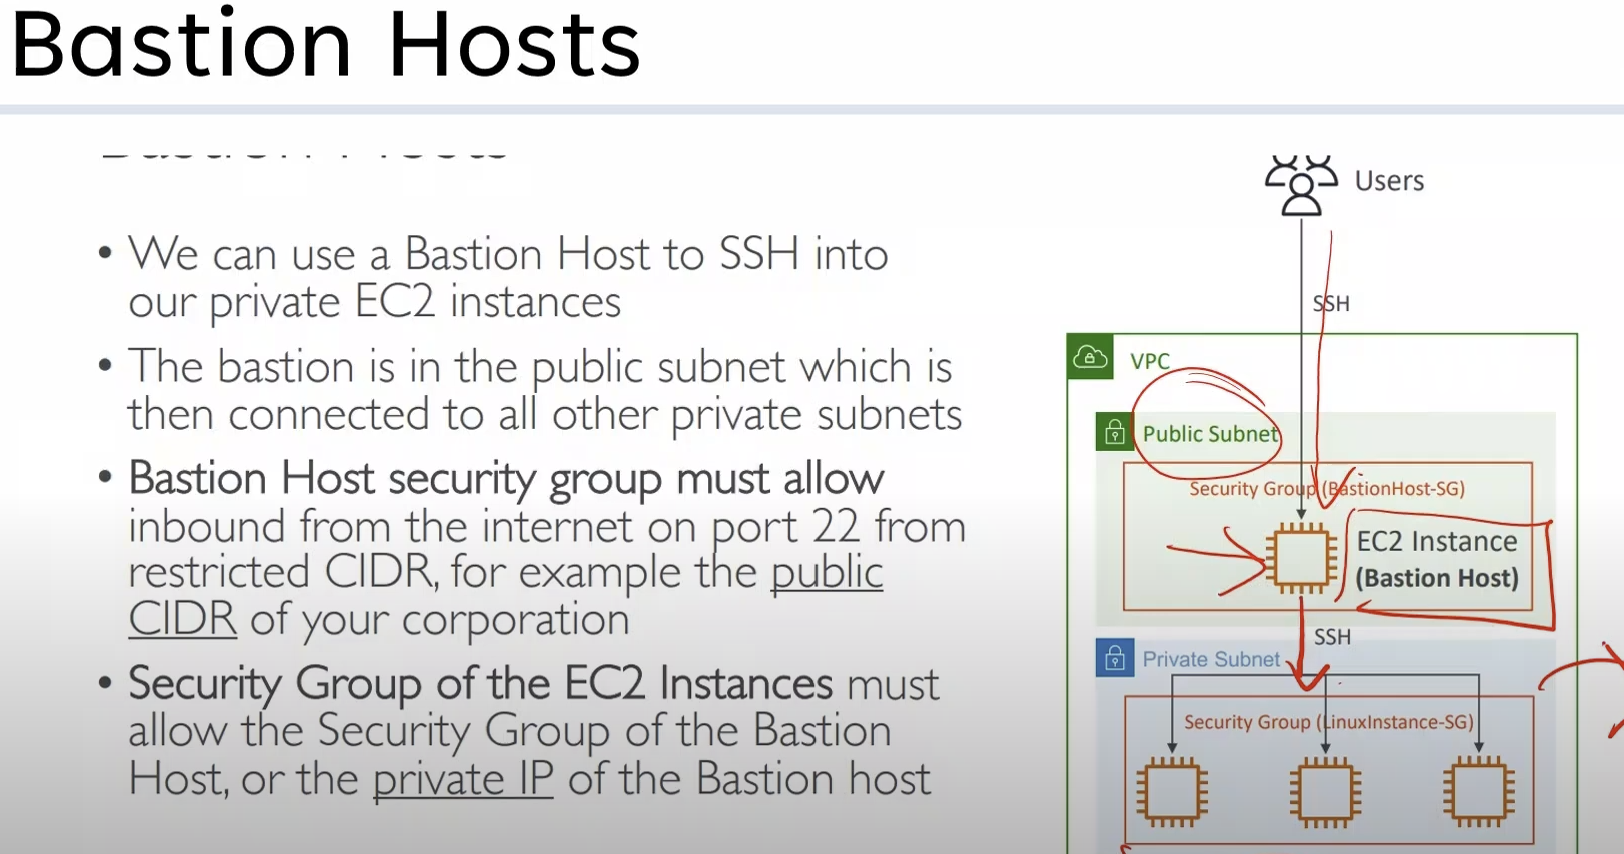 Bastion Hosts
Bastion Hosts
• We can use a Bastion Host to SSH into
our private EC2 instances
• The bastion is in the public subnet which is
then connected to all other private subnets
• Bastion Host security group must allow
inbound from the internet on port 22 from
restricted CIDR, for example the public
CIDR of your corporation
• Security Group of the EC2 Instances must
allow the Security Group of the Bastion
Host, or the private IP of the Bastion host
Users
SSH
VPC
Public Subnet
Security Group (BastionHost-SG)
EC2 Instance
(Bastion Host)
SSH
Private Subnet
Security Group (LinuxInstance-SG)